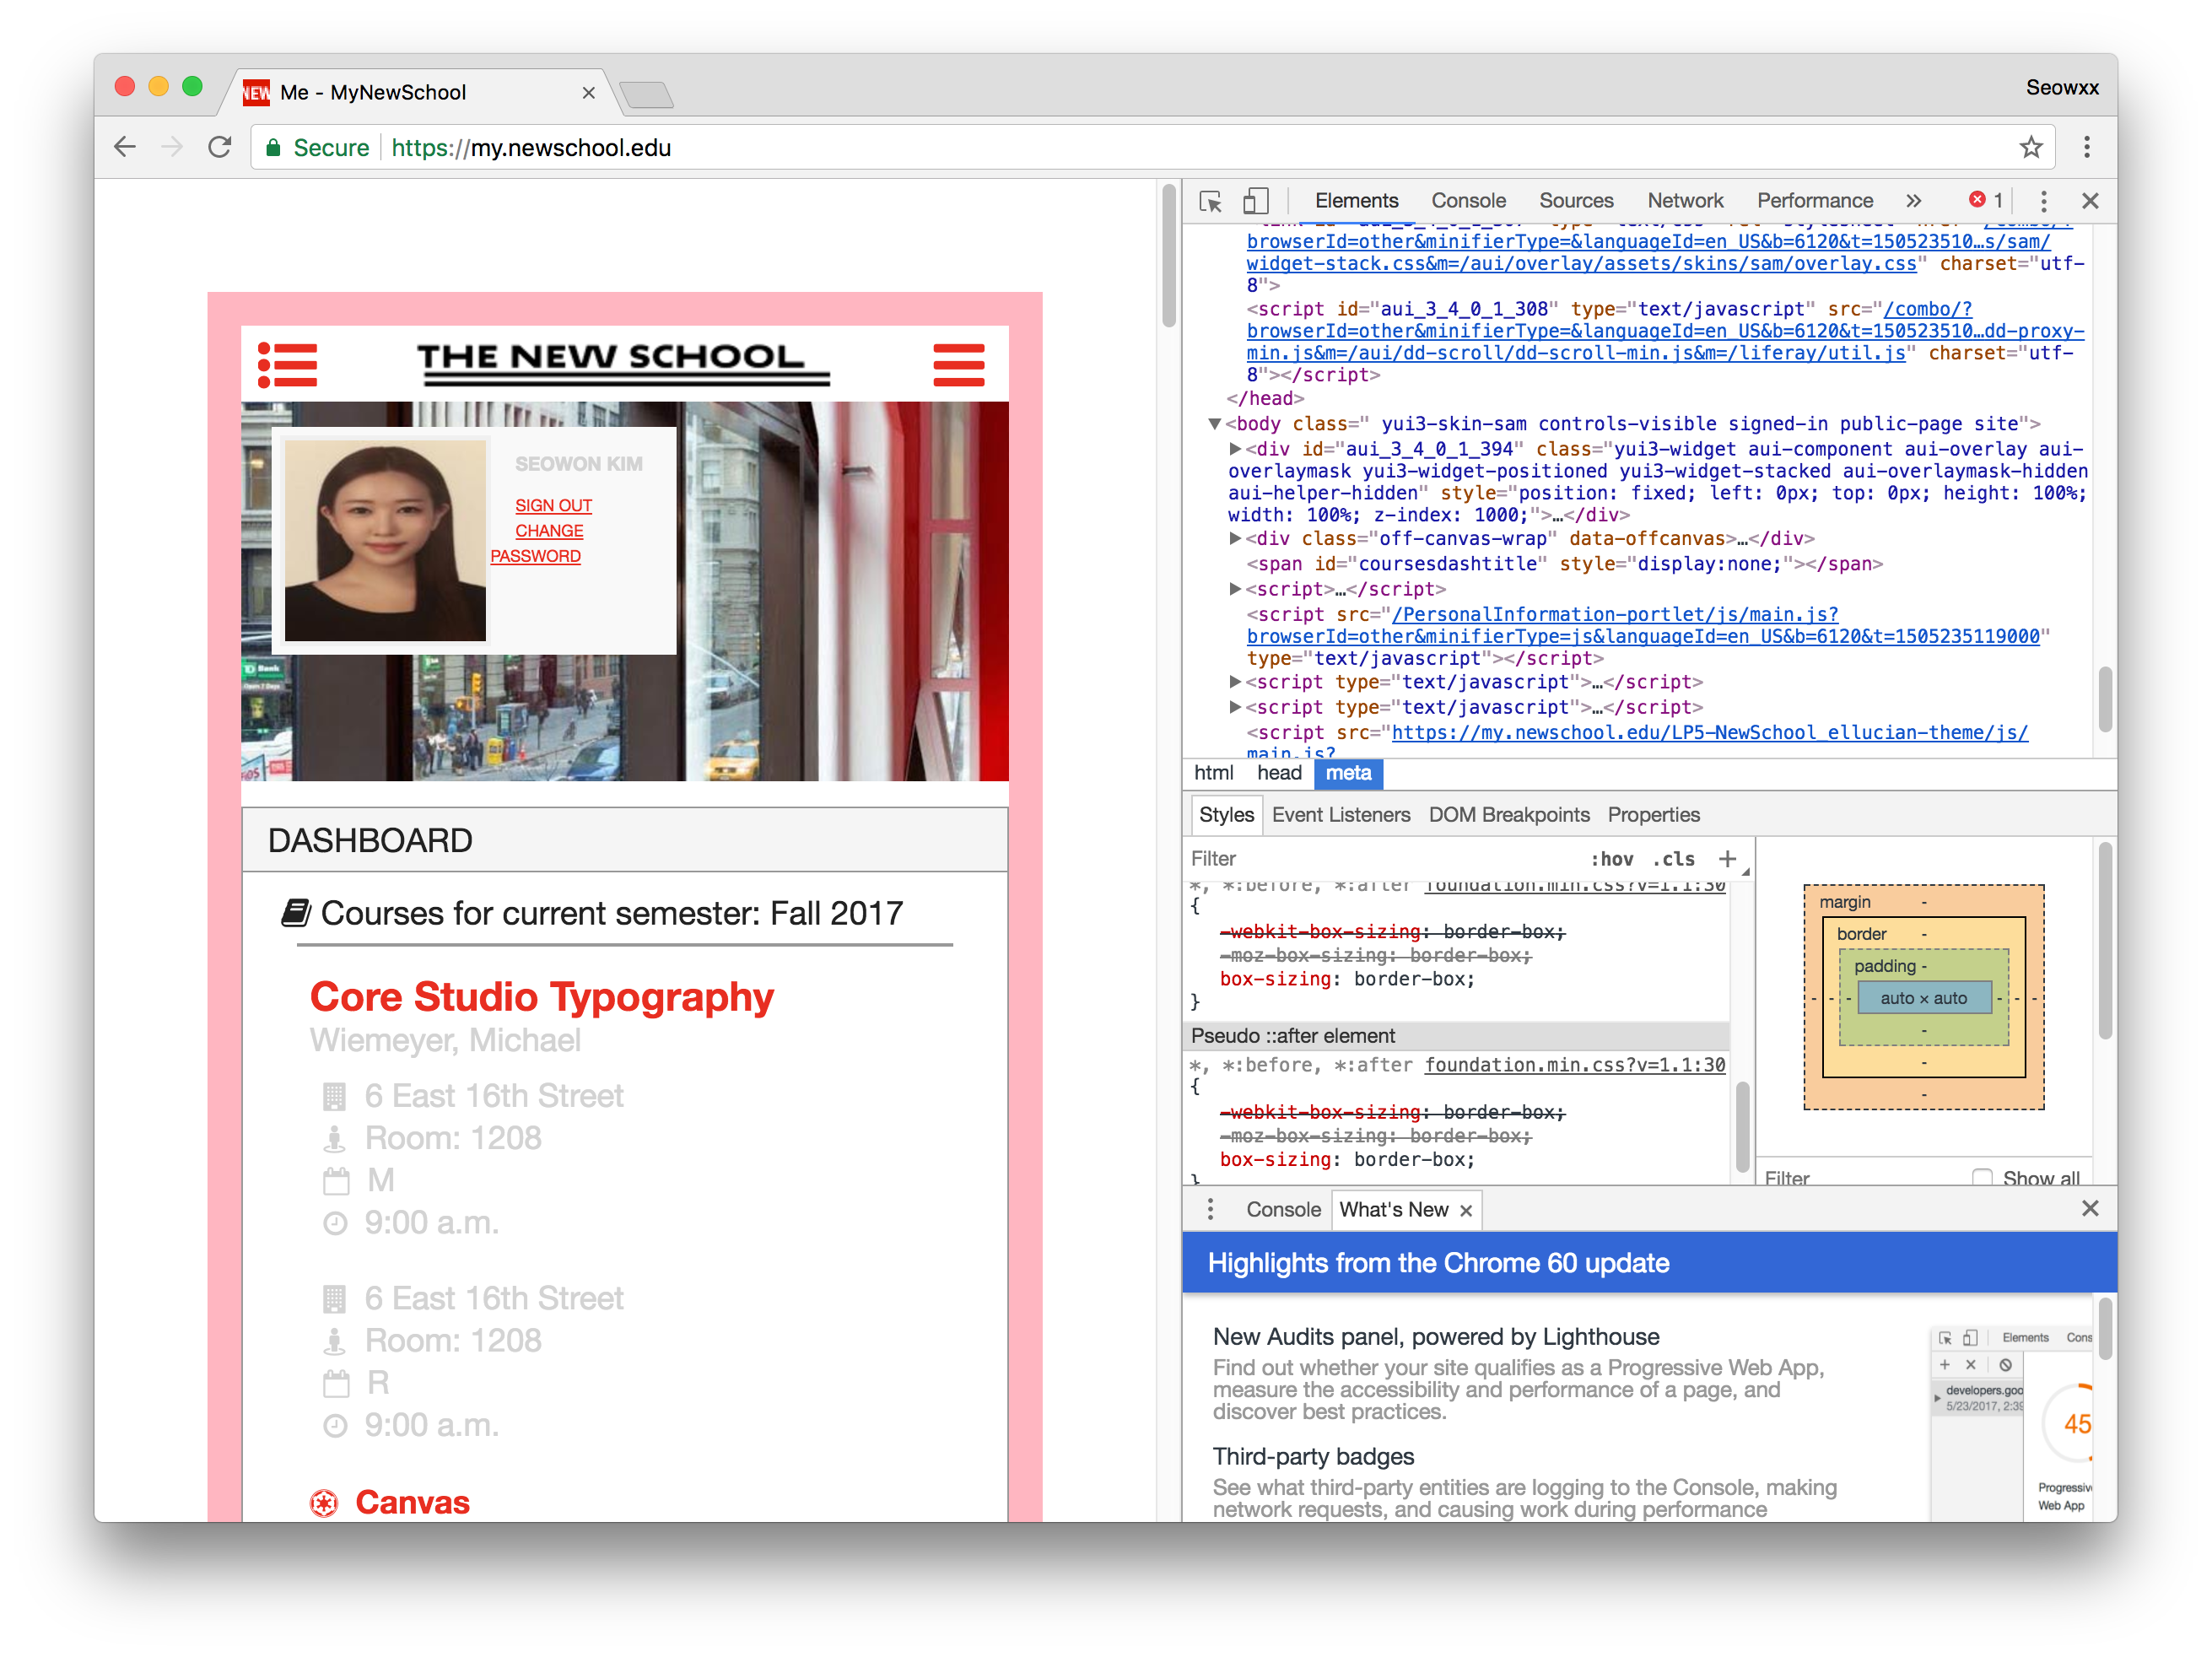 NEW Me - MyNewSchool
Seowxx
Secure https://my.newschool.edu
THE NEW SCHOOL
SEOWON KIM
SIGN OUT
CHANGE
PASSWORD
Bank
DASHBOARD
Courses for current semester: Fall 2017
Core Studio Typography
Wiemeyer, Michael
6 East 16th Street
Room: 1208
M
9:00 a.m.
6 East 16th Street
Room: 1208
R
9:00 a.m.
Canvas
Elements Console Sources Network Performance » 1
browserId=other&minifierType=&languageId=en_US&b=6120&t=150523510…s/sam/
widget-stack.css&m=/aui/overlay/assets/skins/sam/overlay.css" charset="utf-
8">
<script id="aui_3_4_0_1_308" type="text/javascript" src="/combo/?
browserId=other&minifierType=&languageId=en_US&b=6120&t=150523510…dd-proxy-
min.js&m=/aui/dd-scroll/dd-scroll-min.js&m=/liferay/util.js" charset="utf-
8"></script>
</head>
▼<body class=" yui3-skin-sam controls-visible signed-in public-page site">
▶<div id="aui_3_4_0_1_394" class="yui3-widget aui-component aui-overlay aui-
overlaymask yui3-widget-positioned yui3-widget-stacked aui-overlaymask-hidden
aui-helper-hidden" style="position: fixed; left: 0px; top: 0px; height: 100%;
width: 100%; z-index: 1000;">…</div>
▶<div class="off-canvas-wrap" data-offcanvas>…</div>
<span id="coursesdashtitle" style="display:none;"></span>
▶<script>…</script>
<script src="/PersonalInformation-portlet/js/main.js?
browserId=other&minifierType=js&languageId=en_US&b=6120&t=1505235119000"
type="text/javascript"></script>
▶<script type="text/javascript">…</script>
▶<script type="text/javascript">…</script>
<script src="https://my.newschool.edu/LP5-NewSchool_ellucian-theme/js/
main.js?
html head meta
Styles Event Listeners DOM Breakpoints Properties
Filter :hov .cls +
*, *:before, *:after foundation.min.css?v=1.1:30
{
-webkit-box-sizing: border-box;
-moz-box-sizing: border-box;
box-sizing: border-box;
}
Pseudo ::after element
*, *:before, *:after foundation.min.css?v=1.1:30
{
-webkit-box-sizing: border-box;
-moz-box-sizing: border-box;
box-sizing: border-box;
}
margin -
border -
padding -
- - - auto × auto - - -
-
-
-
Filter Show all
Console What's New
Highlights from the Chrome 60 update
New Audits panel, powered by Lighthouse
Find out whether your site qualifies as a Progressive Web App,
measure the accessibility and performance of a page, and
discover best practices.
Third-party badges
See what third-party entities are logging to the Console, making
network requests, and causing work during performance
Elements Cons
developers.goo
5/23/2017, 2:39
45
Progressiv
Web App